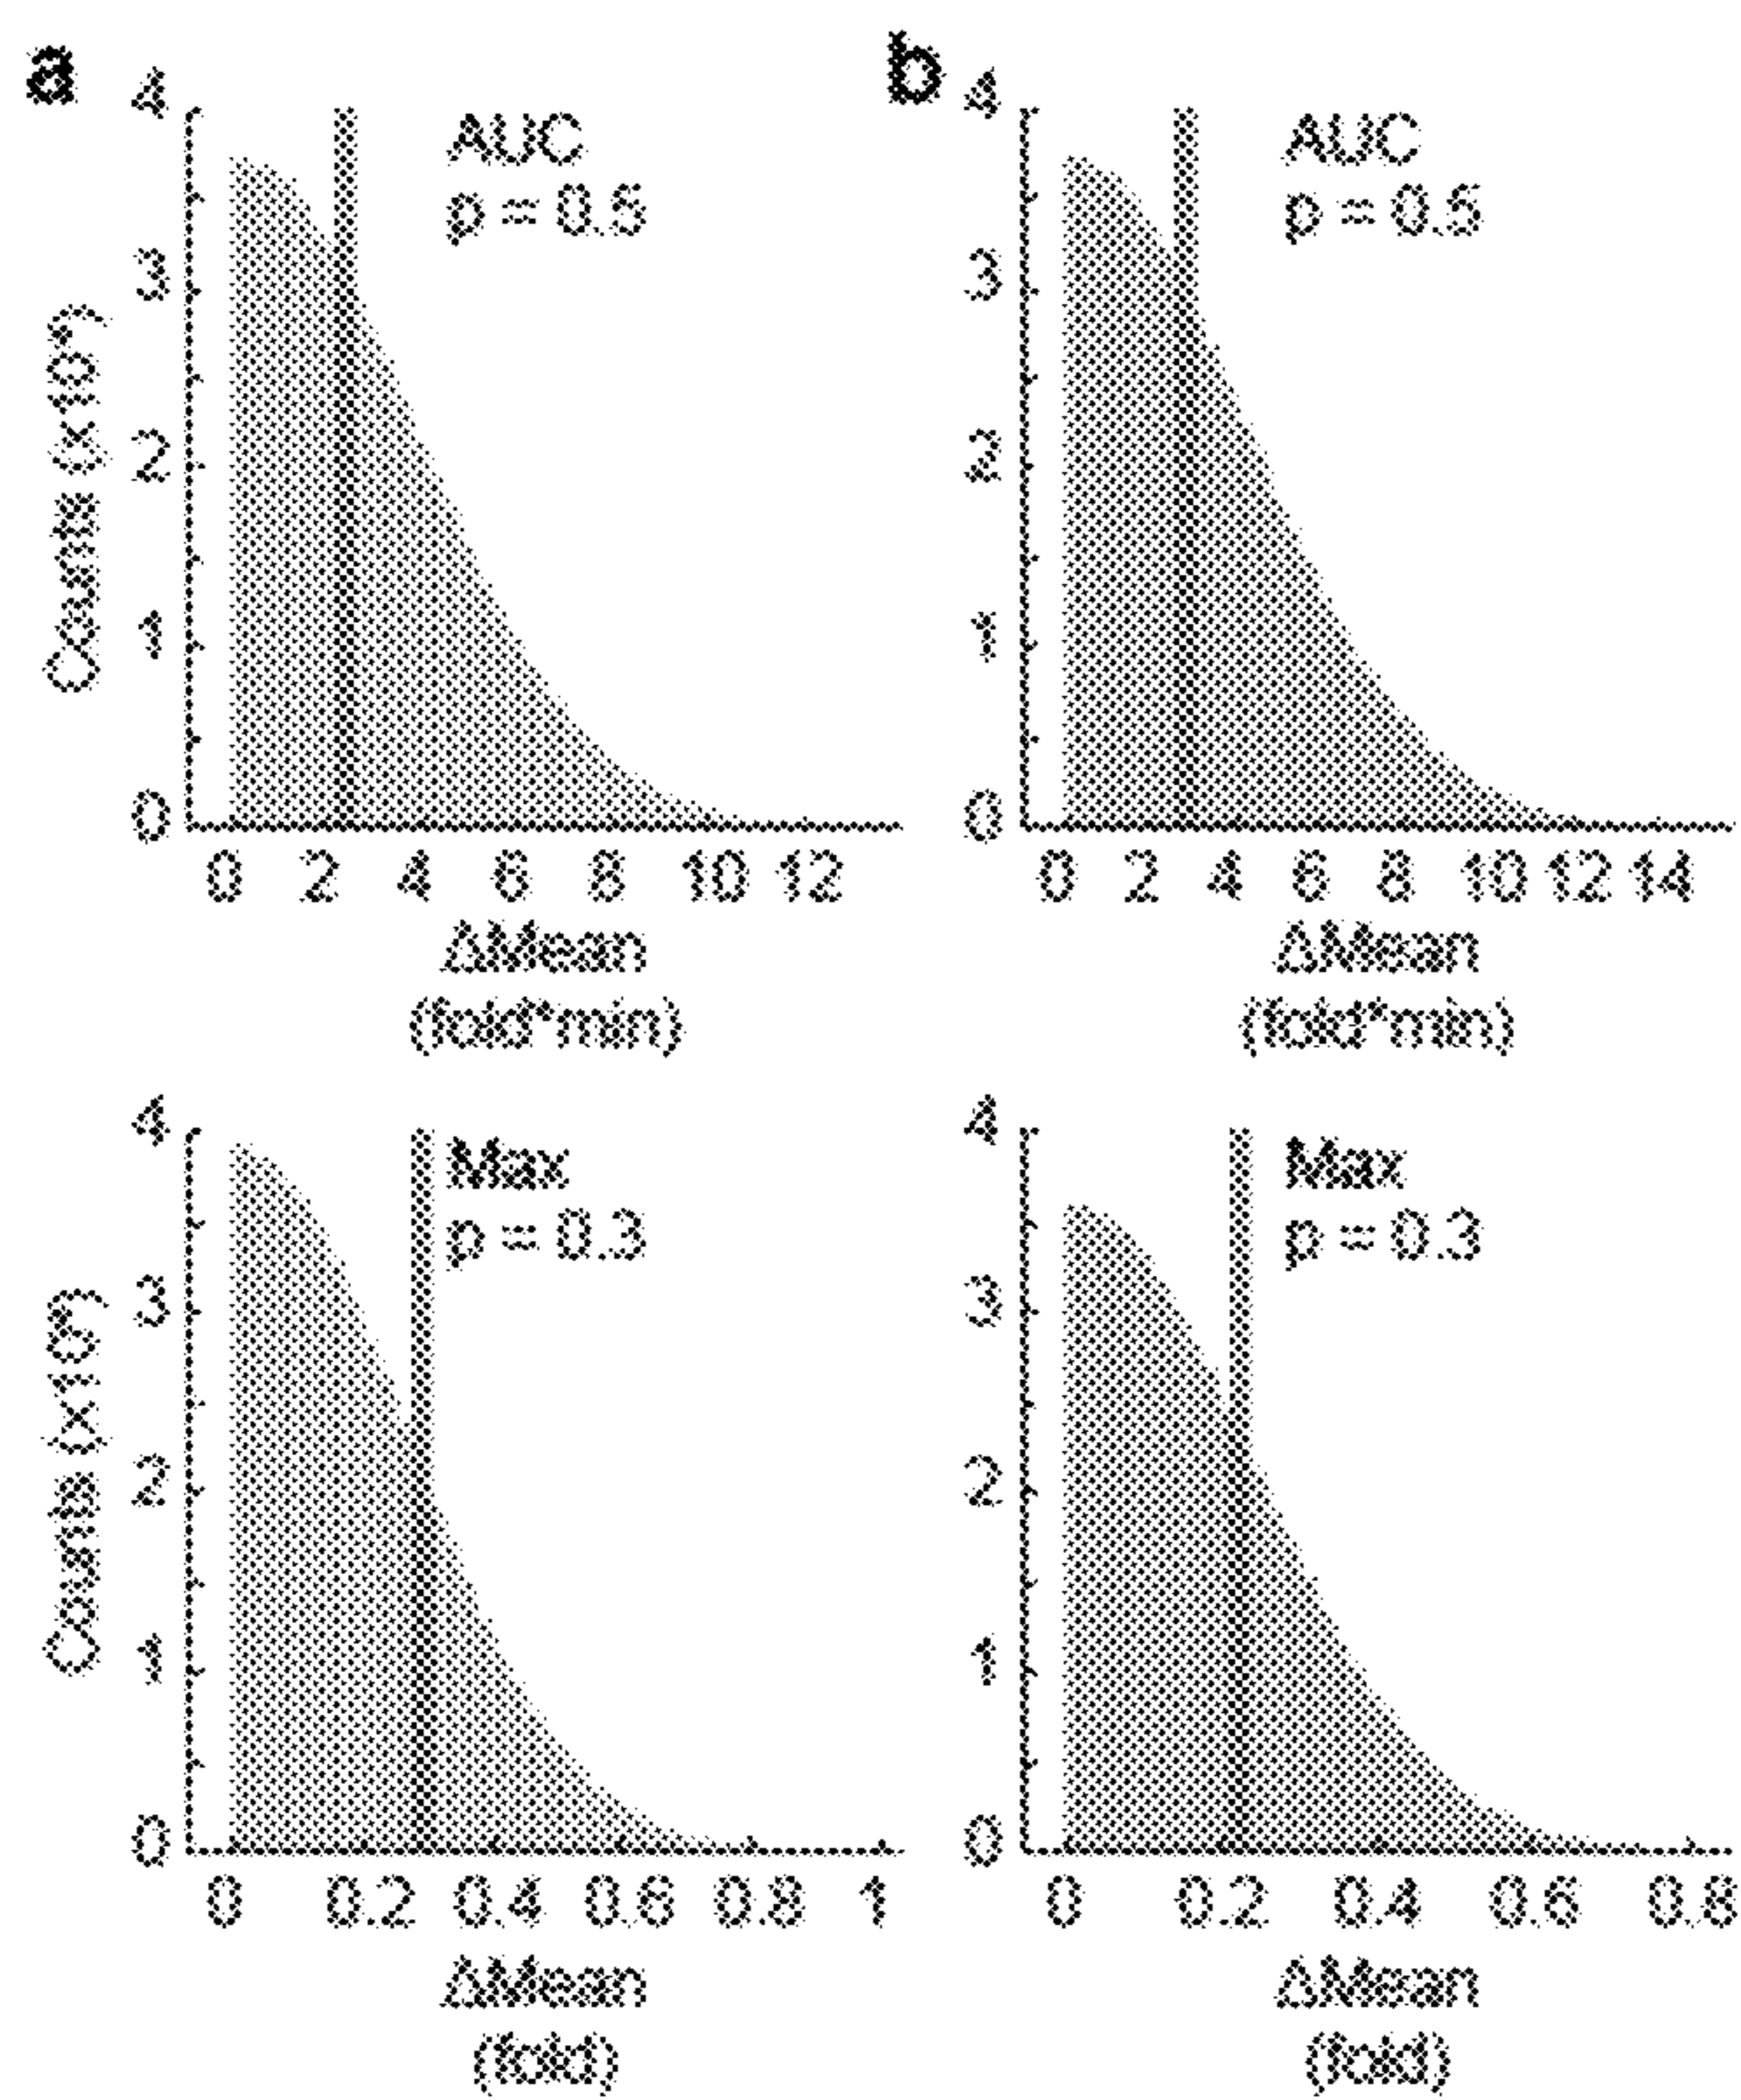 a
b
4
3
2
1
0
AUC
p = 0.5
0 2 4 6 8 10 12
ΔMean
(fold*min)
4
3
2
1
0
AUC
p = 0.5
0 2 4 6 8 10 12 14
ΔMean
(fold*min)
Counts
4
3
2
1
0
Max
p = 0.3
0 0.2 0.4 0.6 0.8 1
ΔMean
(fold)
Counts
4
3
2
1
0
Max
p = 0.3
0 0.2 0.4 0.6 0.8
ΔMean
(fold)